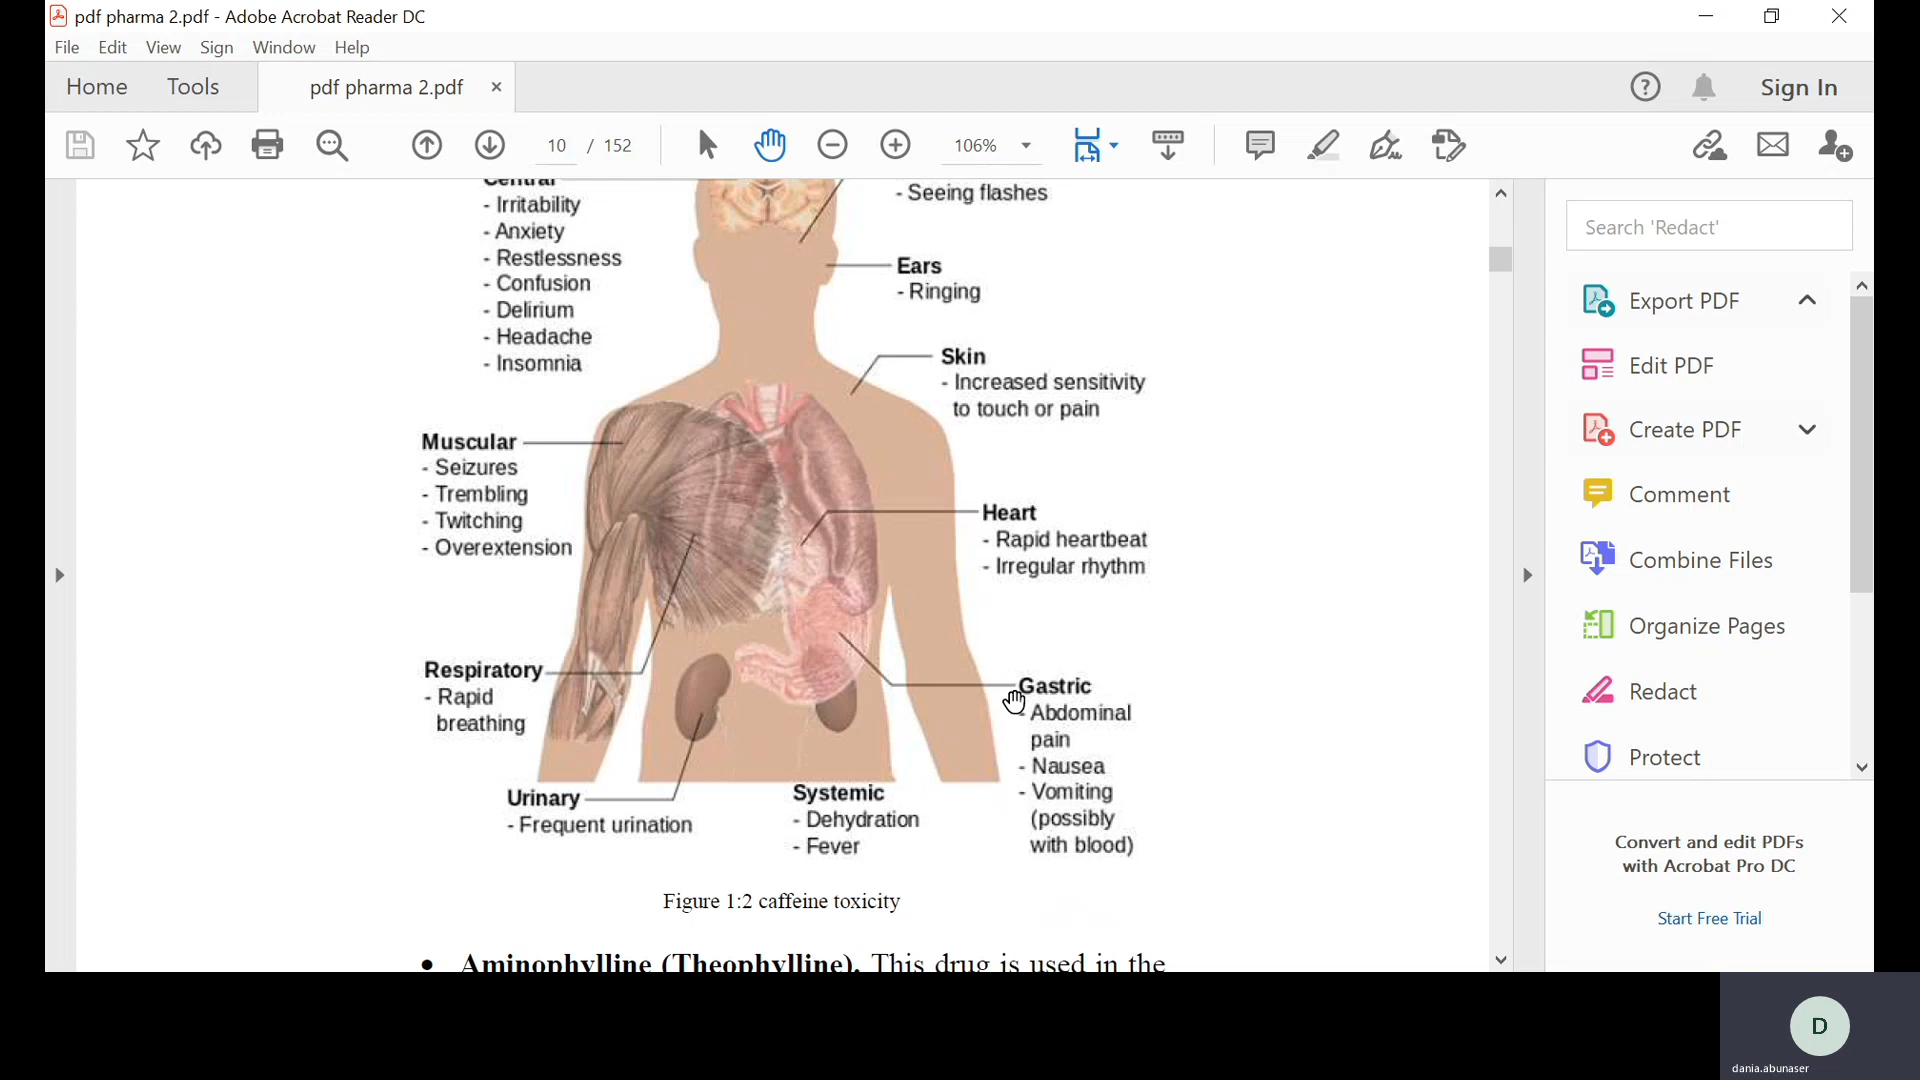 pdf pharma 2.pdf - Adobe Acrobat Reader DC
File Edit View Sign Window Help
Home Tools pdf pharma 2.pdf × Sign In
10 / 152 106%
Central
- Irritability
- Anxiety
- Restlessness
- Confusion
- Delirium
- Headache
- Insomnia
- Seeing flashes
Ears
- Ringing
Skin
- Increased sensitivity
to touch or pain
Muscular
- Seizures
- Trembling
- Twitching
- Overextension
Heart
- Rapid heartbeat
- Irregular rhythm
Respiratory
- Rapid
breathing
Gastric
- Abdominal
pain
- Nausea
- Vomiting
(possibly
with blood)
Urinary
- Frequent urination
Systemic
- Dehydration
- Fever
Figure 1:2 caffeine toxicity
• Aminophylline (Theophylline). This drug is used in the
Search 'Redact'
Export PDF
Edit PDF
Create PDF
Comment
Combine Files
Organize Pages
Redact
Protect
Convert and edit PDFs
with Acrobat Pro DC
Start Free Trial
D
dania.abunaser